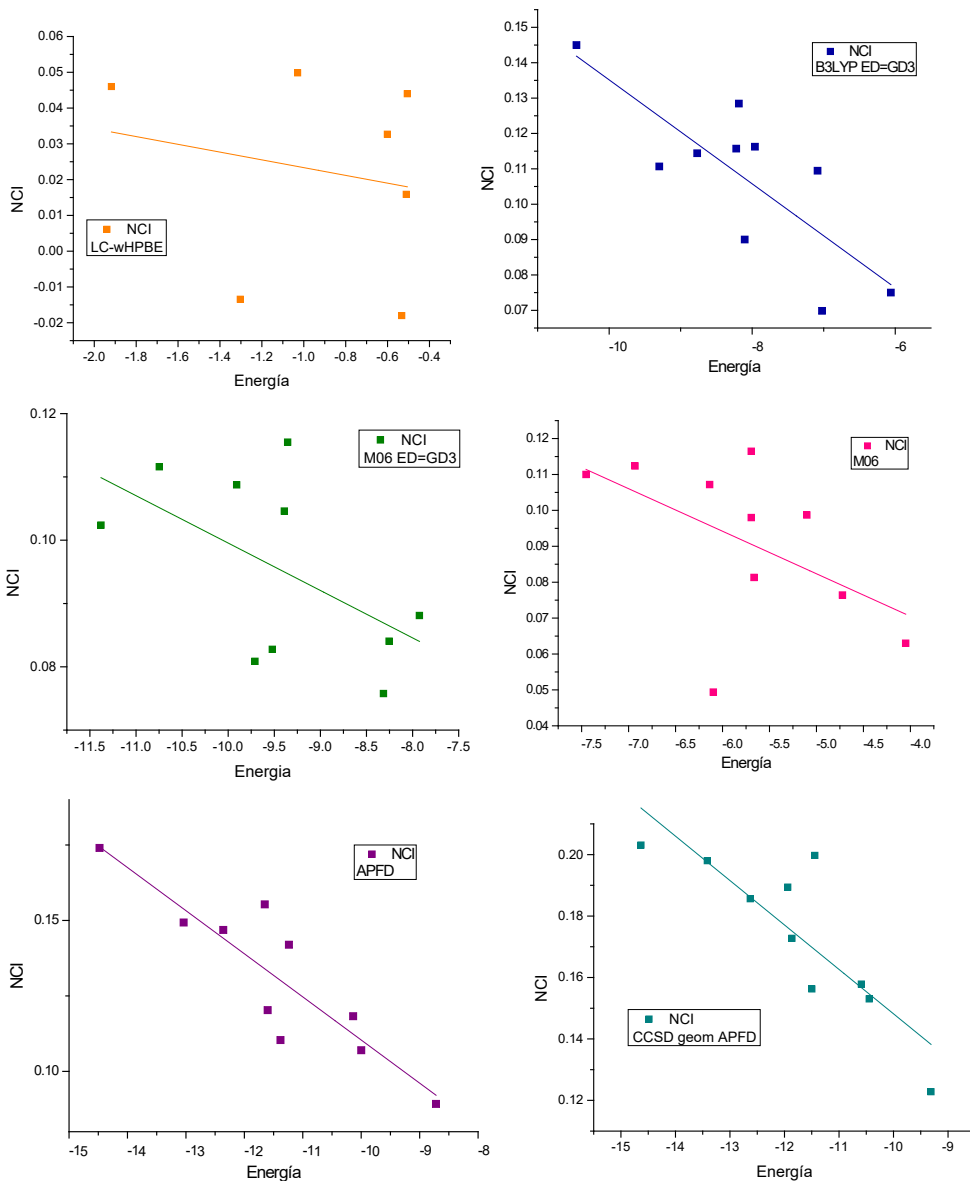 0.06
0.05
0.04
0.03
0.02
0.01
0.00
-0.01
-0.02
NCI
NCI
LC-wHPBE
-2.0 -1.8 -1.6 -1.4 -1.2 -1.0 -0.8 -0.6 -0.4
Energía
0.15
0.14
0.13
0.12
0.11
0.10
0.09
0.08
0.07
NCI
NCI
B3LYP ED=GD3
-10 -8 -6
Energía
0.12
0.10
0.08
NCI
NCI
M06 ED=GD3
-11.5 -11.0 -10.5 -10.0 -9.5 -9.0 -8.5 -8.0 -7.5
Energia
0.12
0.11
0.10
0.09
0.08
0.07
0.06
0.05
0.04
NCI
NCI
M06
-7.5 -7.0 -6.5 -6.0 -5.5 -5.0 -4.5 -4.0
Energía
0.15
0.10
NCI
NCI
APFD
-15 -14 -13 -12 -11 -10 -9 -8
Energía
0.20
0.18
0.16
0.14
0.12
NCI
NCI
CCSD geom APFD
-15 -14 -13 -12 -11 -10 -9
Energía